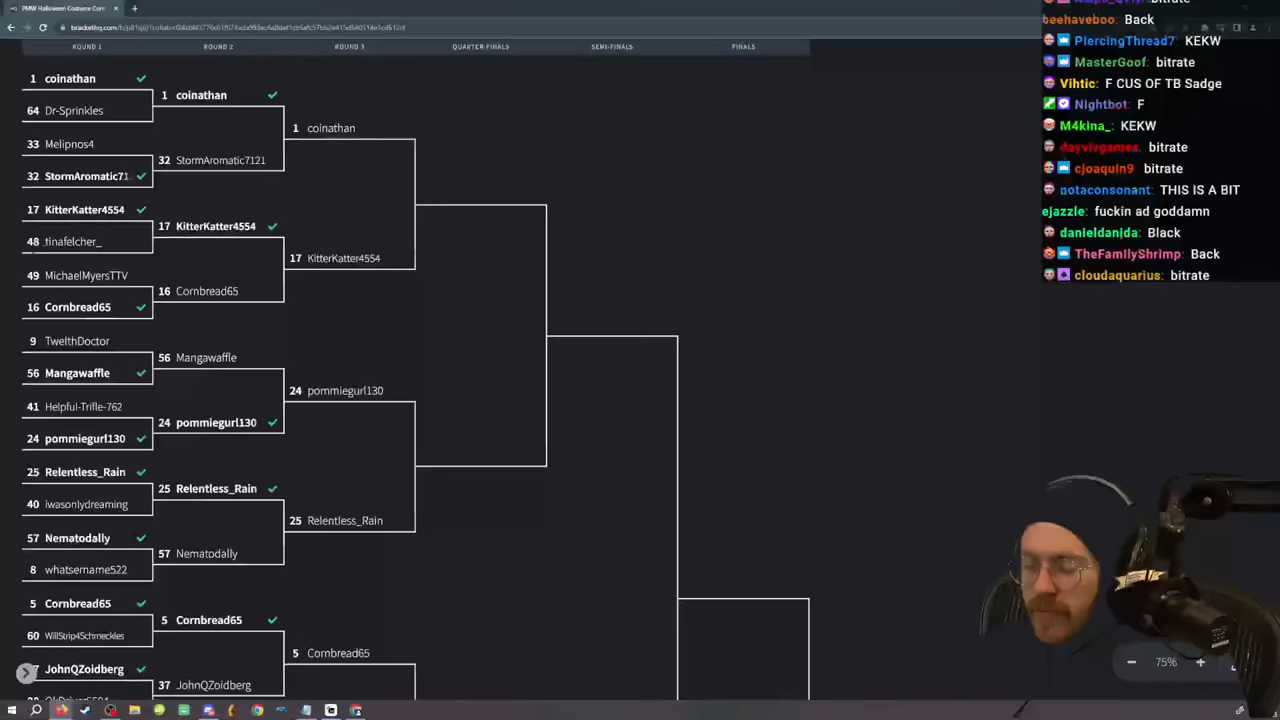 PMW Halloween Costume Com
ROUND 1
ROUND 2
ROUND 3
QUARTER-FINALS
SEMI-FINALS
FINALS
1 coinathan
64 Dr-Sprinkles
33 Melipnos4
32 StormAromatic71
17 KitterKatter4554
48 tinafelcher_
49 MichaelMyersTTV
16 Cornbread65
9 TwelthDoctor
56 Mangawaffle
41 Helpful-Trifle-762
24 pommiegurl130
25 Relentless_Rain
40 iwasonlydreaming
57 Nematodally
8 whatsername522
5 Cornbread65
60 WillStrip4Schmeckles
JohnQZoidberg
1 coinathan
32 StormAromatic7121
17 KitterKatter4554
16 Cornbread65
56 Mangawaffle
24 pommiegurl130
25 Relentless_Rain
57 Nematodally
5 Cornbread65
37 JohnQZoidberg
1 coinathan
17 KitterKatter4554
24 pommiegurl130
25 Relentless_Rain
5 Cornbread65
beehaveboo: Back
PiercingThread7: KEKW
MasterGoof: bitrate
Vihtic: F CUS OF TB Sadge
Nightbot: F
M4kina_: KEKW
dayvivgames: bitrate
cjoaquin9: bitrate
notaconsonant: THIS IS A BIT
ejazzle: fuckin ad goddamn
danieldanida: Black
TheFamilyShrimp: Back
cloudaquarius: bitrate
75%